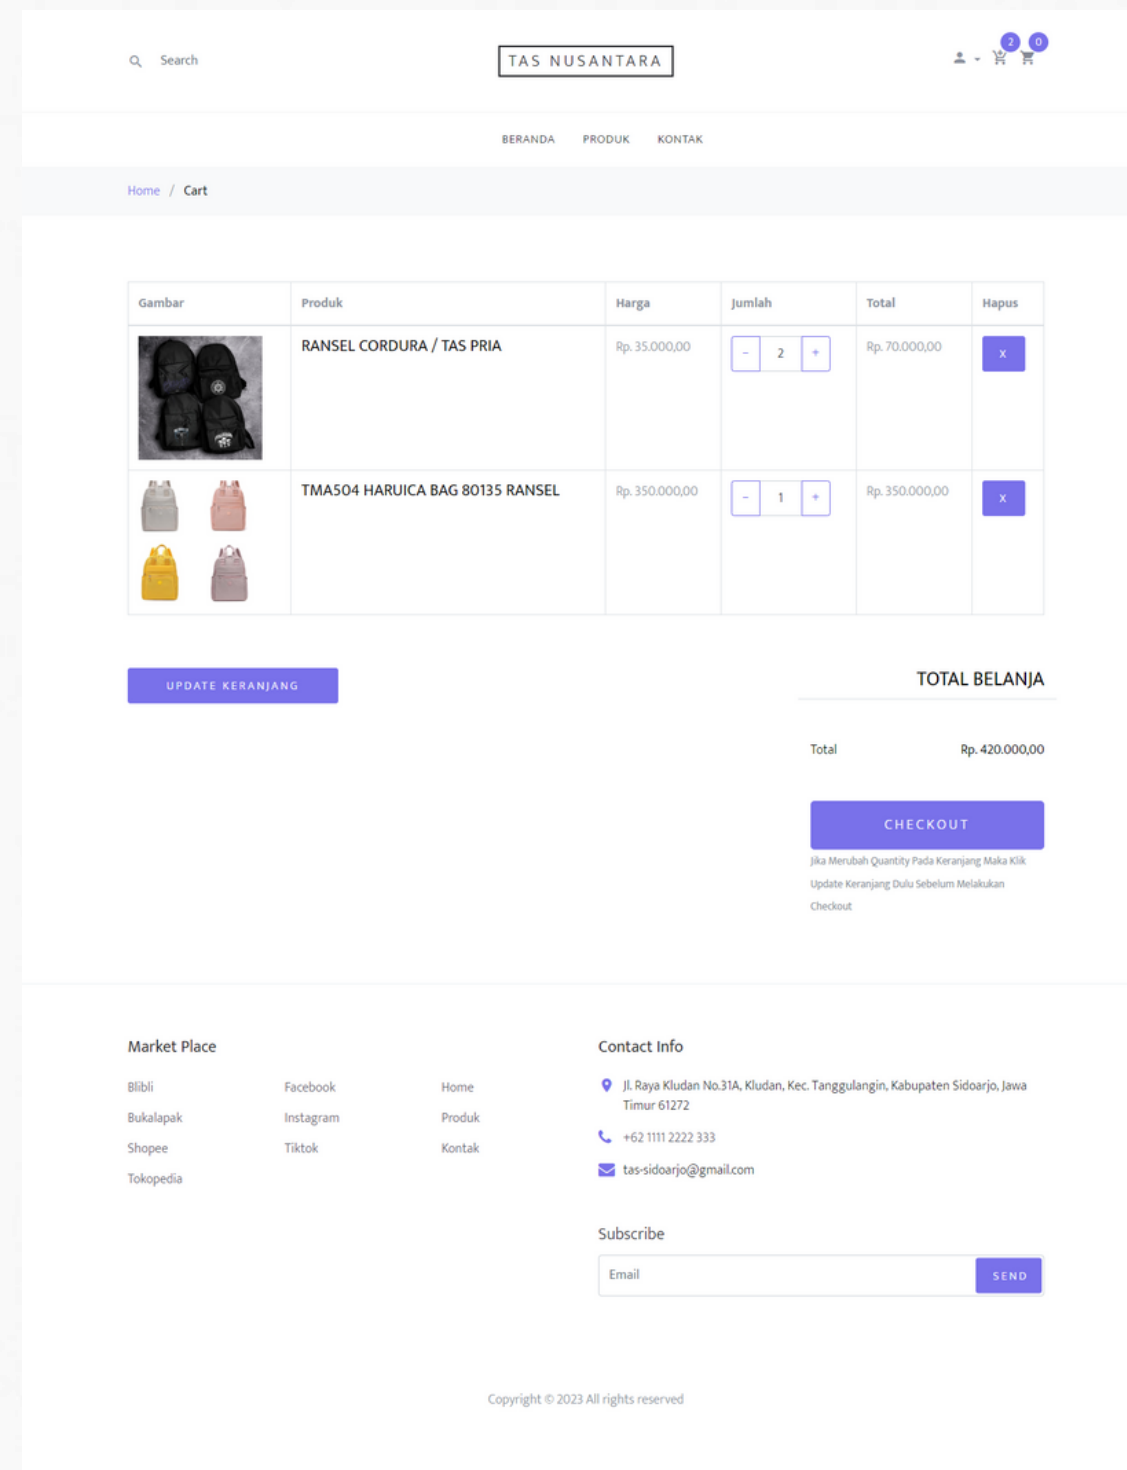 Search
TAS NUSANTARA
2 0
BERANDA PRODUK KONTAK
Home / Cart
Gambar Produk Harga Jumlah Total Hapus
RANSEL CORDURA / TAS PRIA Rp. 35.000,00 - 2 + Rp. 70.000,00 X
TMA504 HARUICA BAG 80135 RANSEL Rp. 350.000,00 - 1 + Rp. 350.000,00 X
UPDATE KERANJANG
TOTAL BELANJA
Total Rp. 420.000,00
CHECKOUT
Jika Merubah Quantity Pada Keranjang Maka Klik
Update Keranjang Dulu Sebelum Melakukan
Checkout
Market Place
Blibli Facebook Home
Bukalapak Instagram Produk
Shopee Tiktok Kontak
Tokopedia
Contact Info
Jl. Raya Kludan No.31A, Kludan, Kec. Tanggulangin, Kabupaten Sidoarjo, Jawa
Timur 61272
+62 1111 2222 333
tas-sidoarjo@gmail.com
Subscribe
Email SEND
Copyright © 2023 All rights reserved